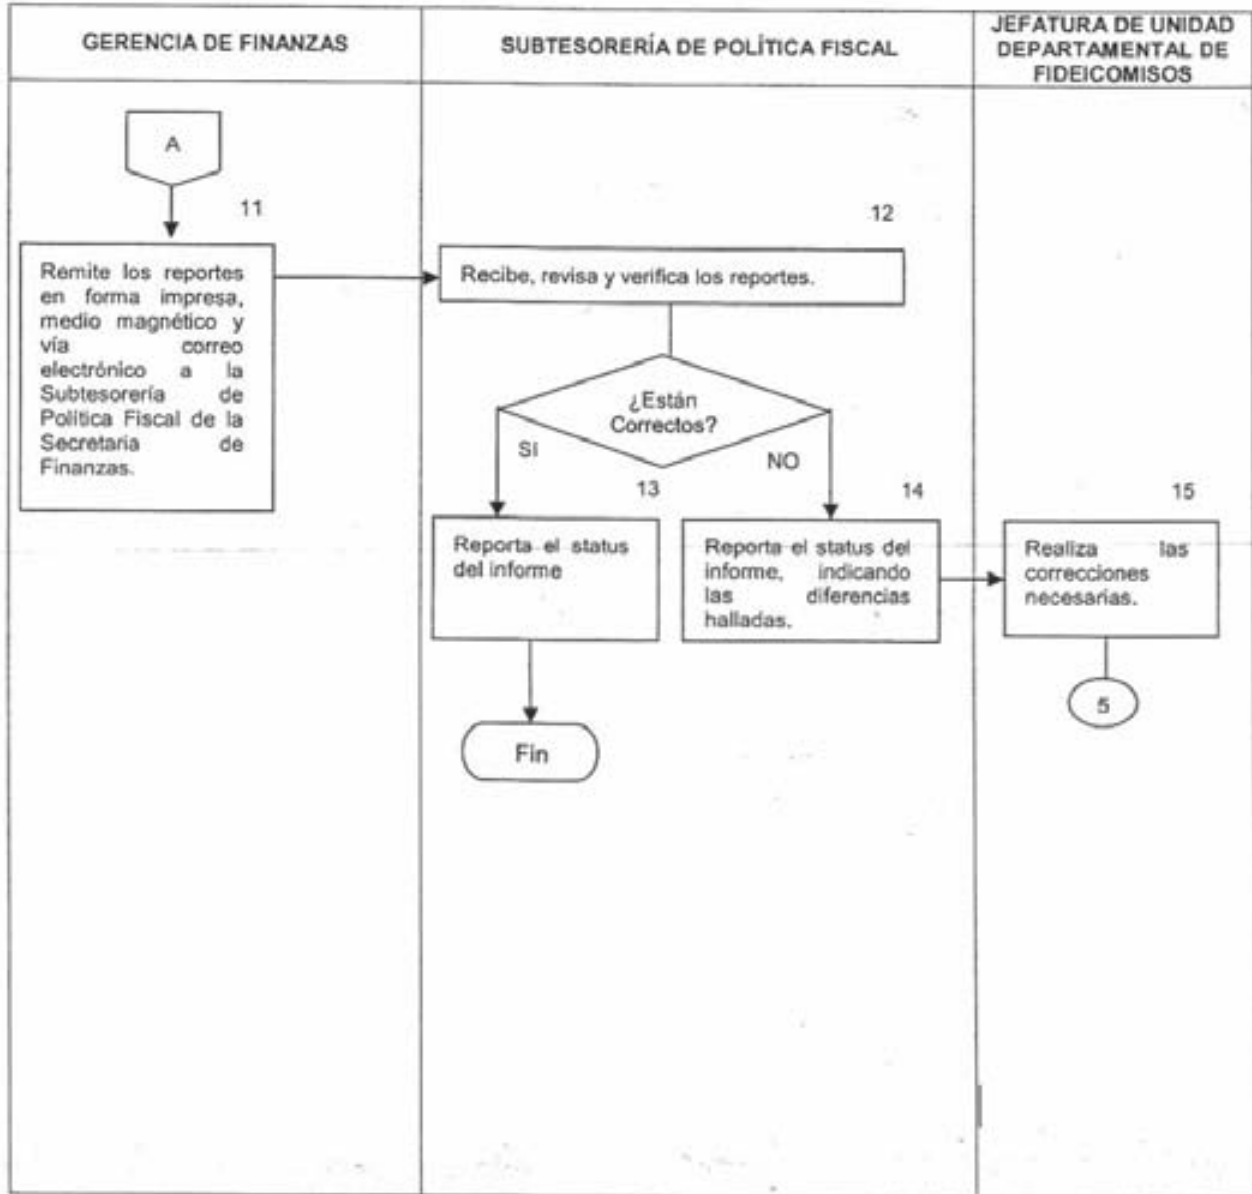 GERENCIA DE FINANZAS
SUBTESORERÍA DE POLÍTICA FISCAL
JEFATURA DE UNIDAD
DEPARTAMENTAL DE
FIDEICOMISOS
A
11
Remite los reportes
en forma impresa,
medio magnético y
vía correo
electrónico a la
Subtesorería de
Política Fiscal de la
Secretaria de
Finanzas.
12
Recibe, revisa y verifica los reportes.
¿Están
Correctos?
SI
NO
13
Reporta el status
del informe
14
Reporta el status del
informe, indicando
las diferencias
halladas.
15
Realiza las
correcciones
necesarias.
5
Fin